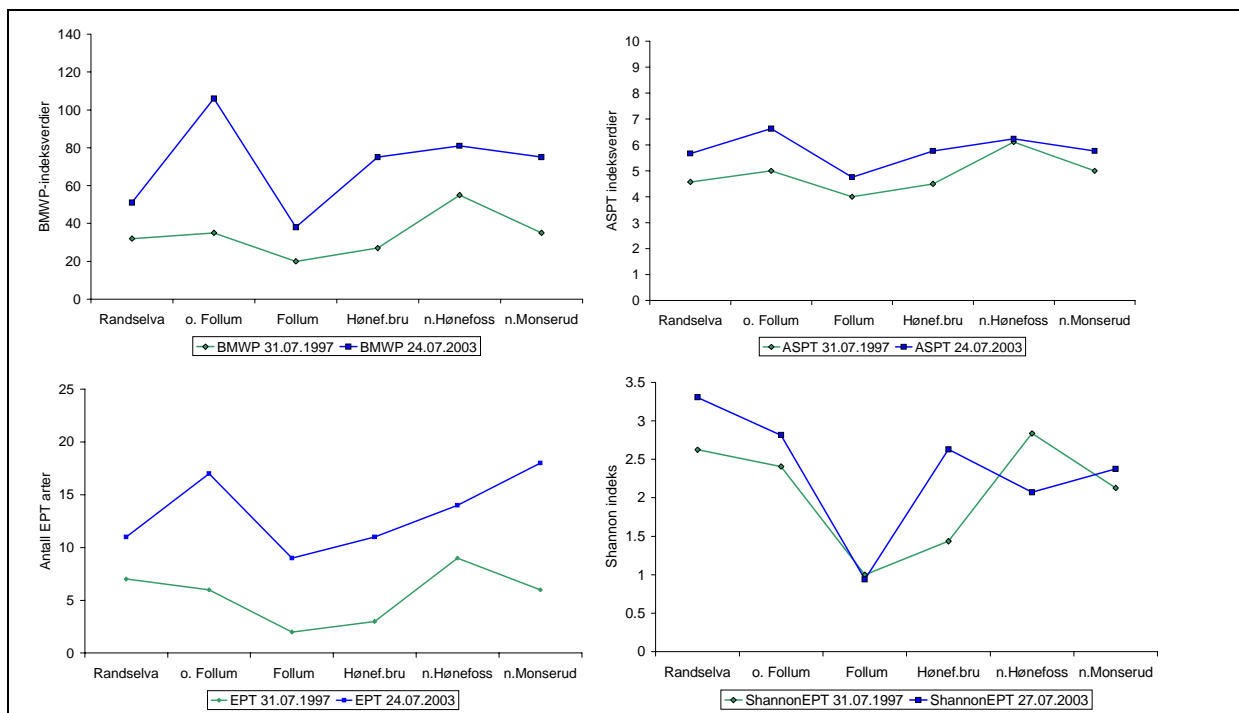 BMWP-indeksverdier
140
120
100
80
60
40
20
0
Randselva o. Follum Follum Hønef.bru n.Hønefoss n.Monserud
BMWP 31.07.1997 BMWP 24.07.2003
ASPT indeksverdier
10
9
8
7
6
5
4
3
2
1
0
Randselva o. Follum Follum Hønef.bru n.Hønefoss n.Monserud
ASPT 31.07.1997 ASPT 24.07.2003
Antall EPT arter
25
20
15
10
5
0
Randselva o. Follum Follum Hønef.bru n.Hønefoss n.Monserud
EPT 31.07.1997 EPT 24.07.2003
Shannon indeks
3.5
3
2.5
2
1.5
1
0.5
0
Randselva o. Follum Follum Hønef.bru n.Hønefoss n.Monserud
ShannonEPT 31.07.1997 ShannonEPT 27.07.2003